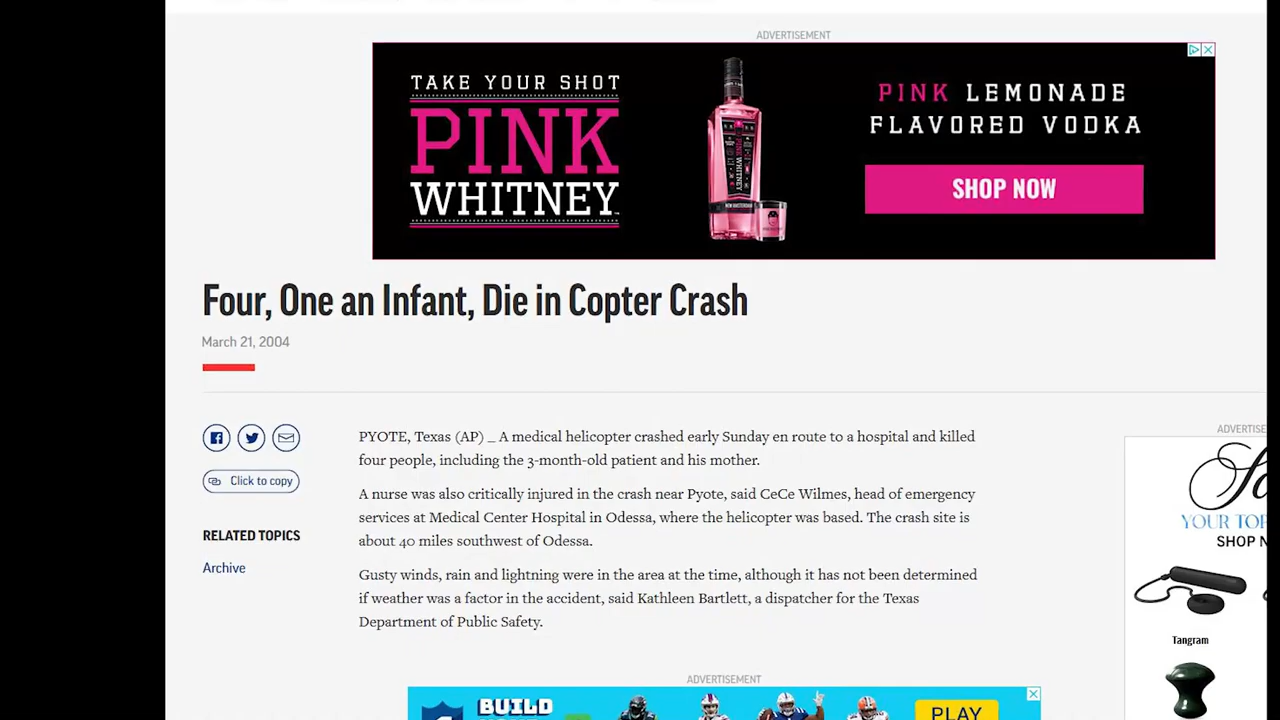 ADVERTISEMENT
TAKE YOUR SHOT
PINK
WHITNEY
PINK LEMONADE
FLAVORED VODKA
SHOP NOW
NEW AMSTERDAM
Four, One an Infant, Die in Copter Crash
March 21, 2004
PYOTE, Texas (AP) _ A medical helicopter crashed early Sunday en route to a hospital and killed
four people, including the 3-month-old patient and his mother.
A nurse was also critically injured in the crash near Pyote, said CeCe Wilmes, head of emergency
services at Medical Center Hospital in Odessa, where the helicopter was based. The crash site is
about 40 miles southwest of Odessa.
Gusty winds, rain and lightning were in the area at the time, although it has not been determined
if weather was a factor in the accident, said Kathleen Bartlett, a dispatcher for the Texas
Department of Public Safety.
Click to copy
RELATED TOPICS
Archive
ADVERTISE
YOUR TOP
SHOP N
Tangram
ADVERTISEMENT
BUILD
PLAY